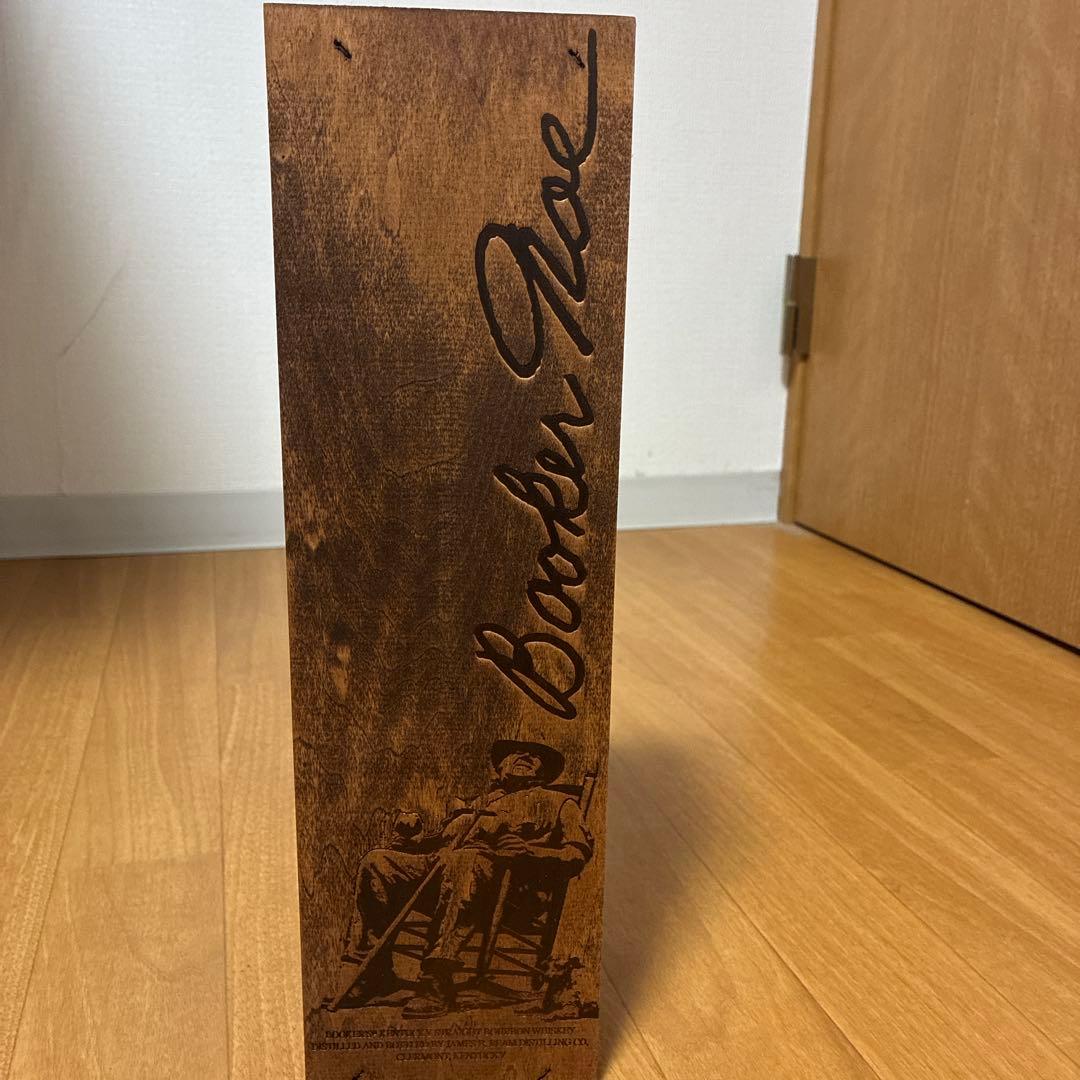 Booker Noe
BOOKER'S® KENTUCKY STRAIGHT BOURBON WHISKEY
DISTILLED AND BOTTLED BY JAMES B. BEAM DISTILLING CO.
CLERMONT, KENTUCKY